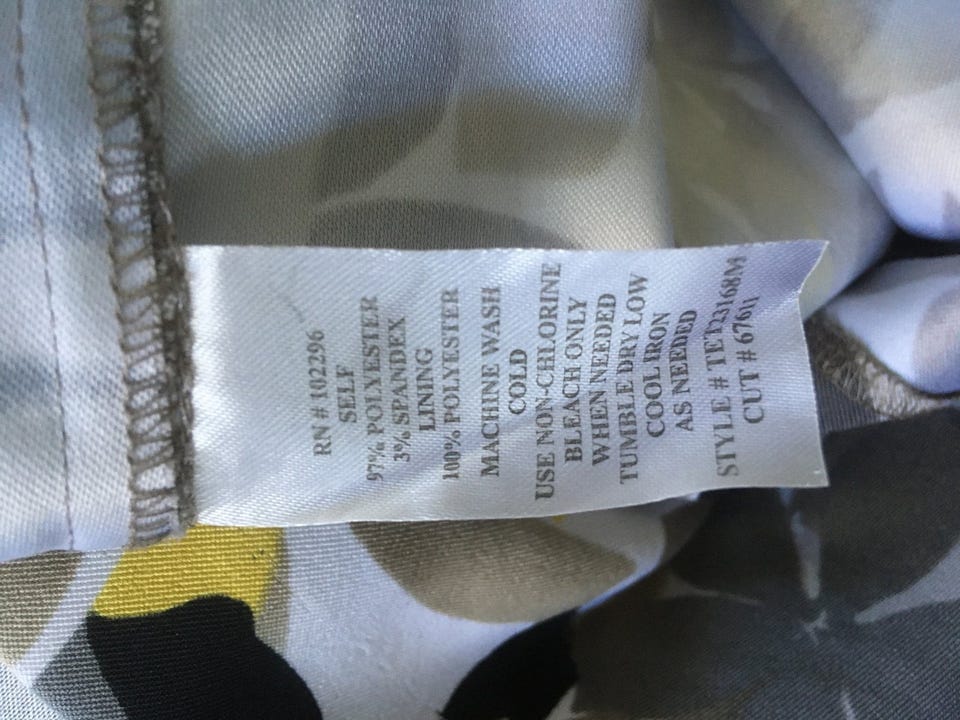 RN # 102296
SELF
97% POLYESTER
3% SPANDEX
LINING
100% POLYESTER
MACHINE WASH
COLD
USE NON-CHLORINE
BLEACH ONLY
WHEN NEEDED
TUMBLE DRY LOW
COOL IRON
AS NEEDED
STYLE # TET23168M
CUT # 67611